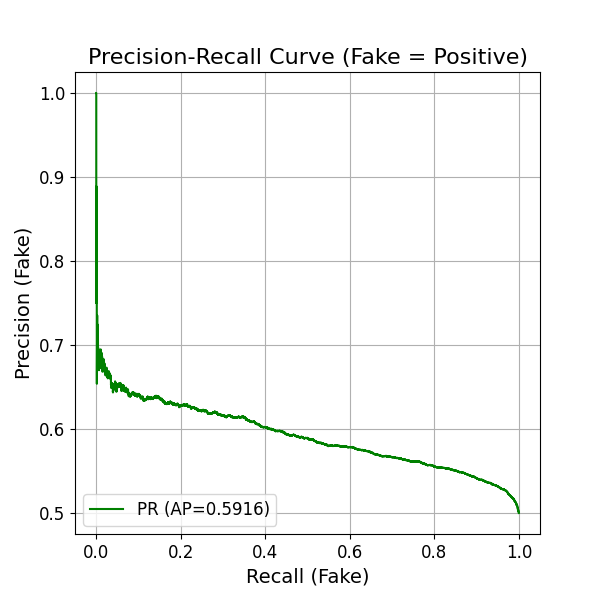 Precision-Recall Curve (Fake = Positive)
1.0
0.9
0.8
0.7
0.6
0.5
Precision (Fake)
PR (AP=0.5916)
0.0 0.2 0.4 0.6 0.8 1.0
Recall (Fake)